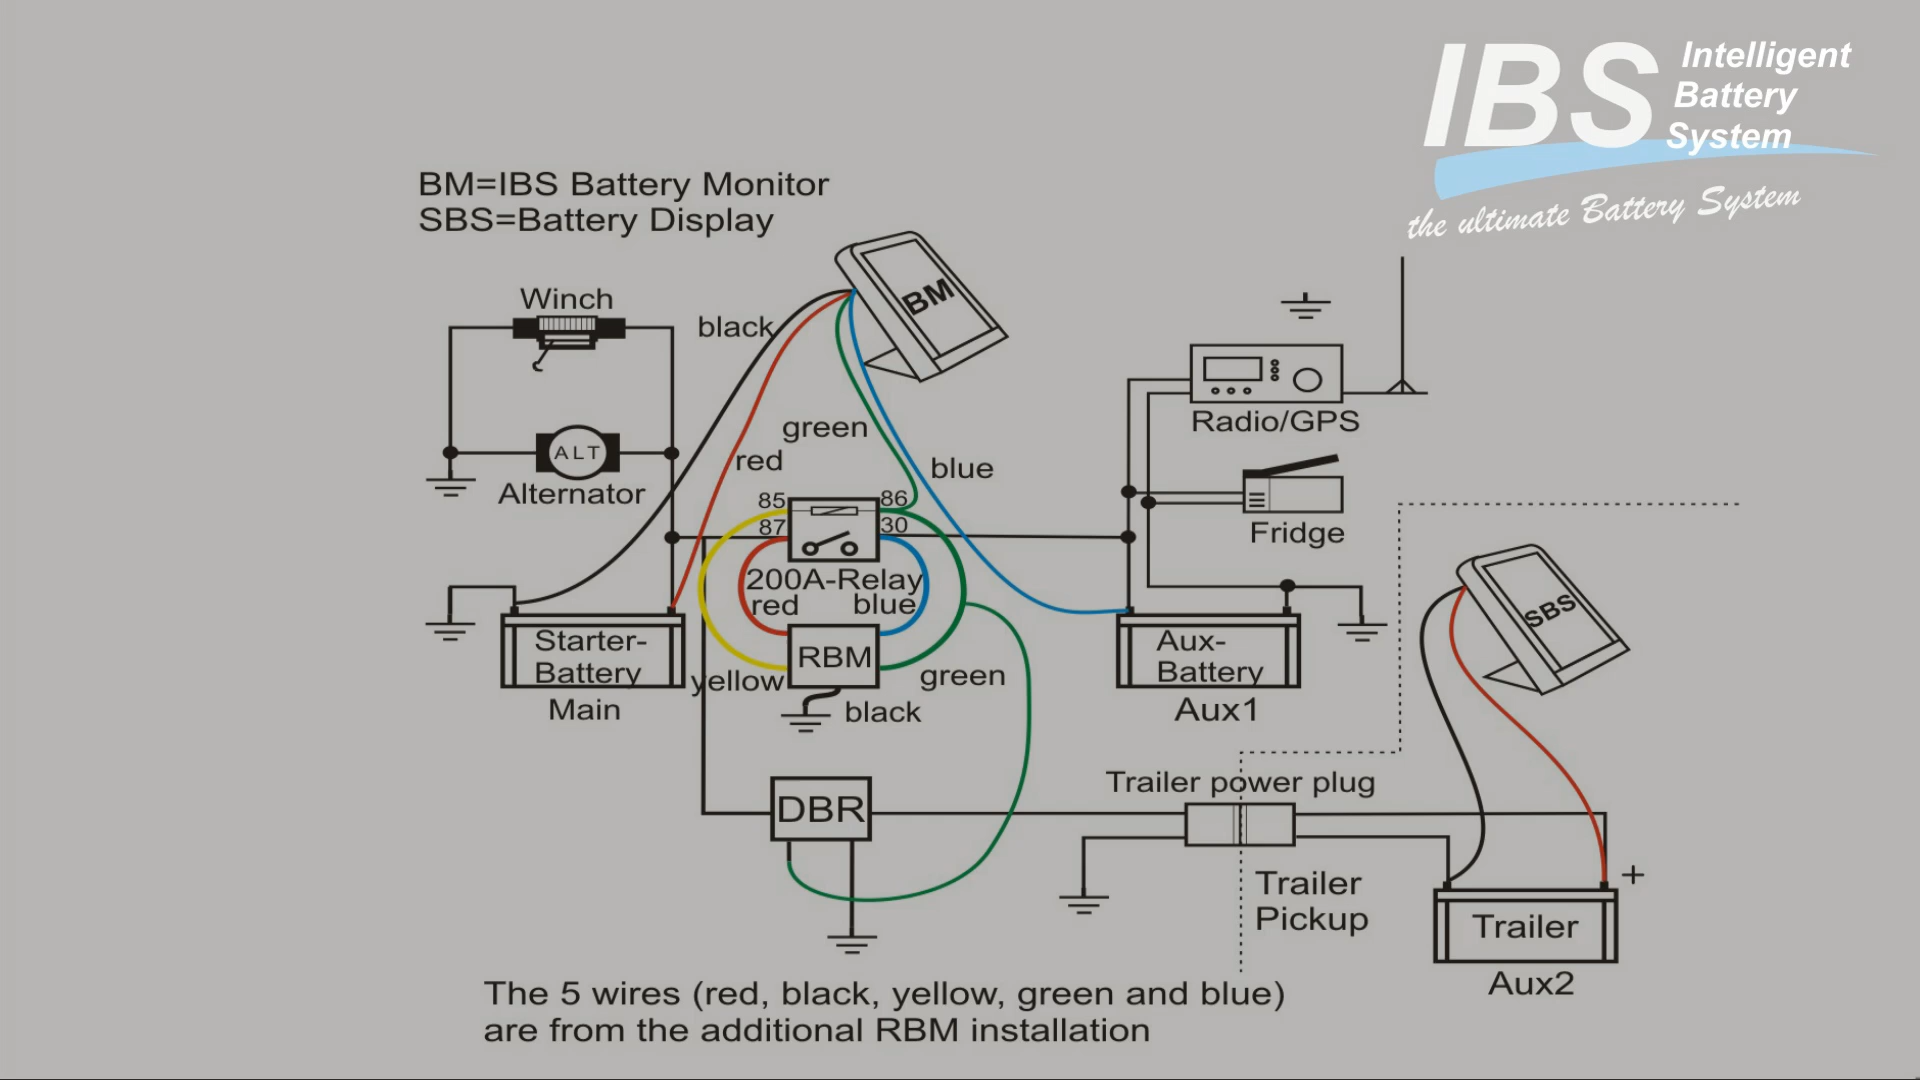 IBS
Intelligent
Battery
System
the ultimate Battery System
BM=IBS Battery Monitor
SBS=Battery Display
BM
Winch
black
ALT
Alternator
green
red
blue
Radio/GPS
Fridge
85
86
87
30
200A-Relay
red
blue
SBS
Starter-
Battery
Main
RBM
yellow
green
black
Aux-
Battery
Aux1
DBR
Trailer power plug
Trailer
Pickup
+
Trailer
Aux2
The 5 wires (red, black, yellow, green and blue)
are from the additional RBM installation